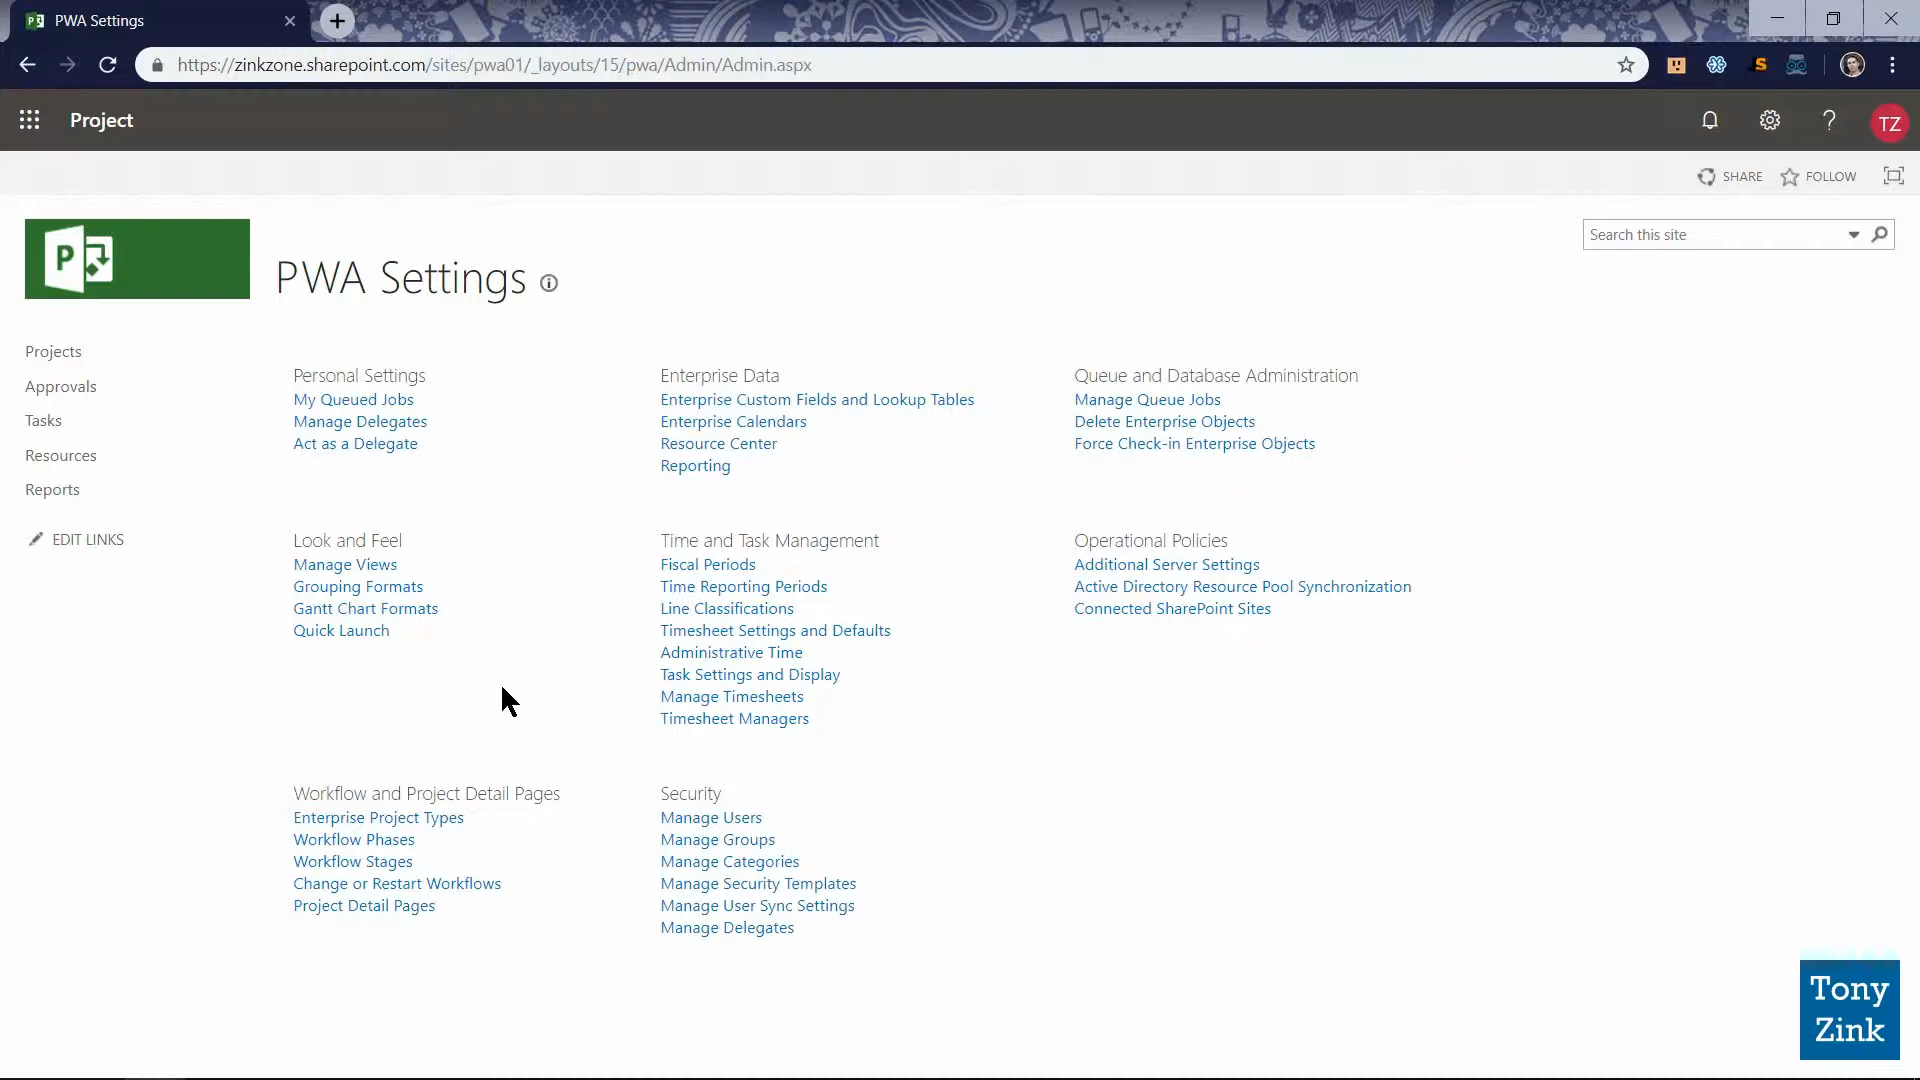 PWA Settings
https://zinkzone.sharepoint.com/sites/pwa01/_layouts/15/pwa/Admin/Admin.aspx
Project
TZ
SHARE
FOLLOW
P
PWA Settings
Search this site
Projects
Approvals
Tasks
Resources
Reports
EDIT LINKS
Personal Settings
My Queued Jobs
Manage Delegates
Act as a Delegate
Enterprise Data
Enterprise Custom Fields and Lookup Tables
Enterprise Calendars
Resource Center
Reporting
Queue and Database Administration
Manage Queue Jobs
Delete Enterprise Objects
Force Check-in Enterprise Objects
Look and Feel
Manage Views
Grouping Formats
Gantt Chart Formats
Quick Launch
Time and Task Management
Fiscal Periods
Time Reporting Periods
Line Classifications
Timesheet Settings and Defaults
Administrative Time
Task Settings and Display
Manage Timesheets
Timesheet Managers
Operational Policies
Additional Server Settings
Active Directory Resource Pool Synchronization
Connected SharePoint Sites
Workflow and Project Detail Pages
Enterprise Project Types
Workflow Phases
Workflow Stages
Change or Restart Workflows
Project Detail Pages
Security
Manage Users
Manage Groups
Manage Categories
Manage Security Templates
Manage User Sync Settings
Manage Delegates
Tony
Zink